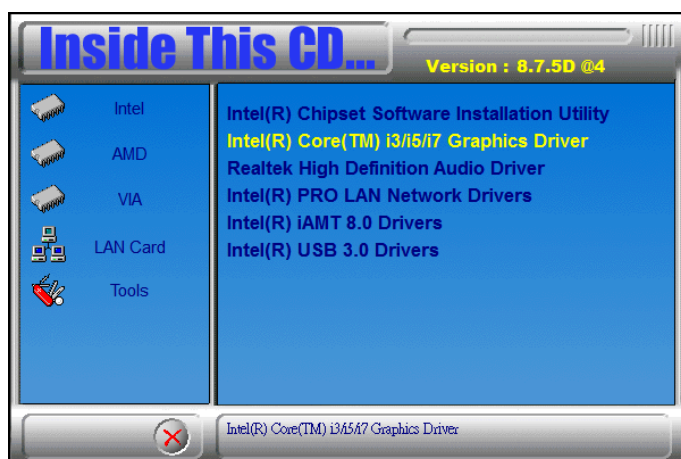 Inside This CD...
Version : 8.7.5D @4
Intel
AMD
VIA
LAN Card
Tools
Intel(R) Chipset Software Installation Utility
Intel(R) Core(TM) i3/i5/i7 Graphics Driver
Realtek High Definition Audio Driver
Intel(R) PRO LAN Network Drivers
Intel(R) iAMT 8.0 Drivers
Intel(R) USB 3.0 Drivers
Intel(R) Core(TM) i3/i5/i7 Graphics Driver